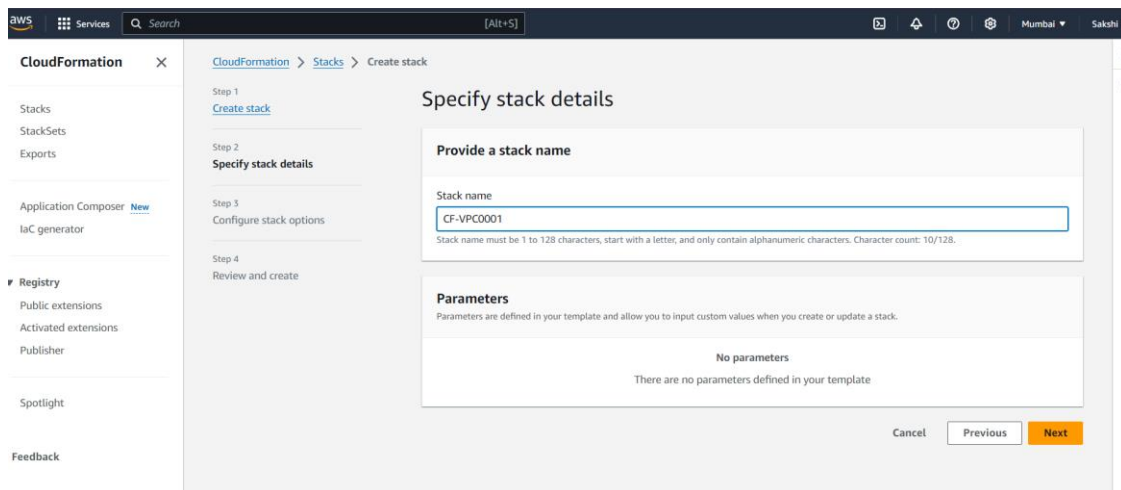 aws Services Search [Alt+S] Mumbai Sakshi
CloudFormation
Stacks
StackSets
Exports
Application Composer New
IaC generator
Registry
Public extensions
Activated extensions
Publisher
Spotlight
Feedback
CloudFormation > Stacks > Create stack
Step 1
Create stack
Step 2
Specify stack details
Step 3
Configure stack options
Step 4
Review and create
Specify stack details
Provide a stack name
Stack name
CF-VPC0001
Stack name must be 1 to 128 characters, start with a letter, and only contain alphanumeric characters. Character count: 10/128.
Parameters
Parameters are defined in your template and allow you to input custom values when you create or update a stack.
No parameters
There are no parameters defined in your template
Cancel Previous Next